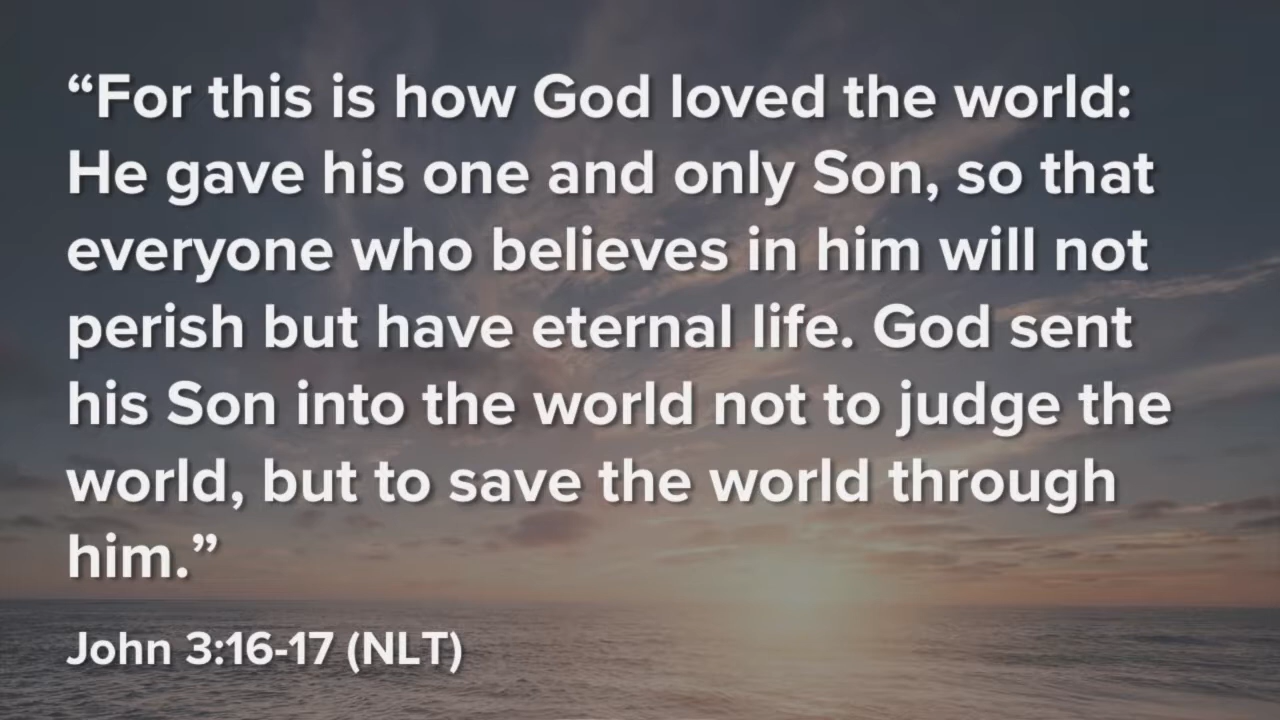 “For this is how God loved the world:
He gave his one and only Son, so that
everyone who believes in him will not
perish but have eternal life. God sent
his Son into the world not to judge the
world, but to save the world through
him.”
John 3:16-17 (NLT)